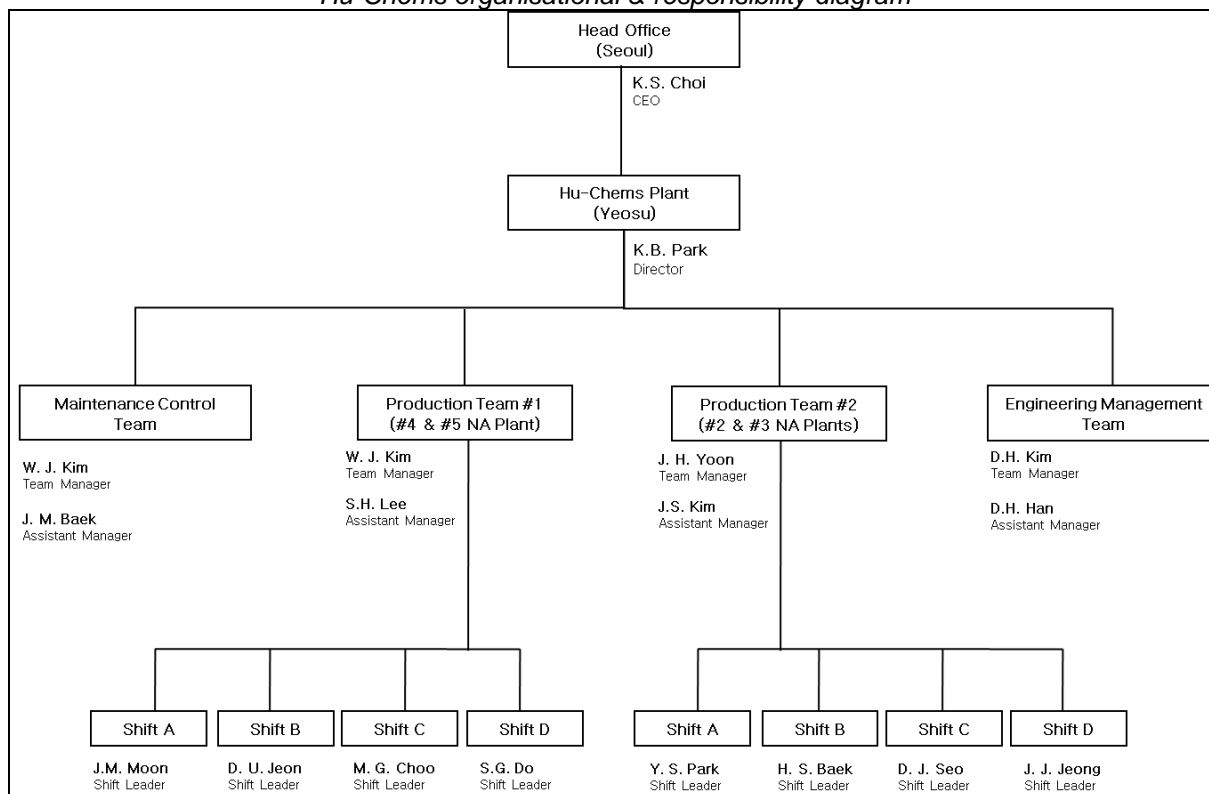 Hu-Chems organisational & responsibility diagram
Head Office
(Seoul)
K.S. Choi
CEO
Hu-Chems Plant
(Yeosu)
K.B. Park
Director
Maintenance Control
Team
W. J. Kim
Team Manager
J. M. Baek
Assistant Manager
Production Team #1
(#4 & #5 NA Plant)
W. J. Kim
Team Manager
S.H. Lee
Assistant Manager
Production Team #2
(#2 & #3 NA Plants)
J. H. Yoon
Team Manager
J.S. Kim
Assistant Manager
Engineering Management
Team
D.H. Kim
Team Manager
D.H. Han
Assistant Manager
Shift A
J.M. Moon
Shift Leader
Shift B
D. U. Jeon
Shift Leader
Shift C
M. G. Choo
Shift Leader
Shift D
S.G. Do
Shift Leader
Shift A
Y. S. Park
Shift Leader
Shift B
H. S. Baek
Shift Leader
Shift C
D. J. Seo
Shift Leader
Shift D
J. J. Jeong
Shift Leader